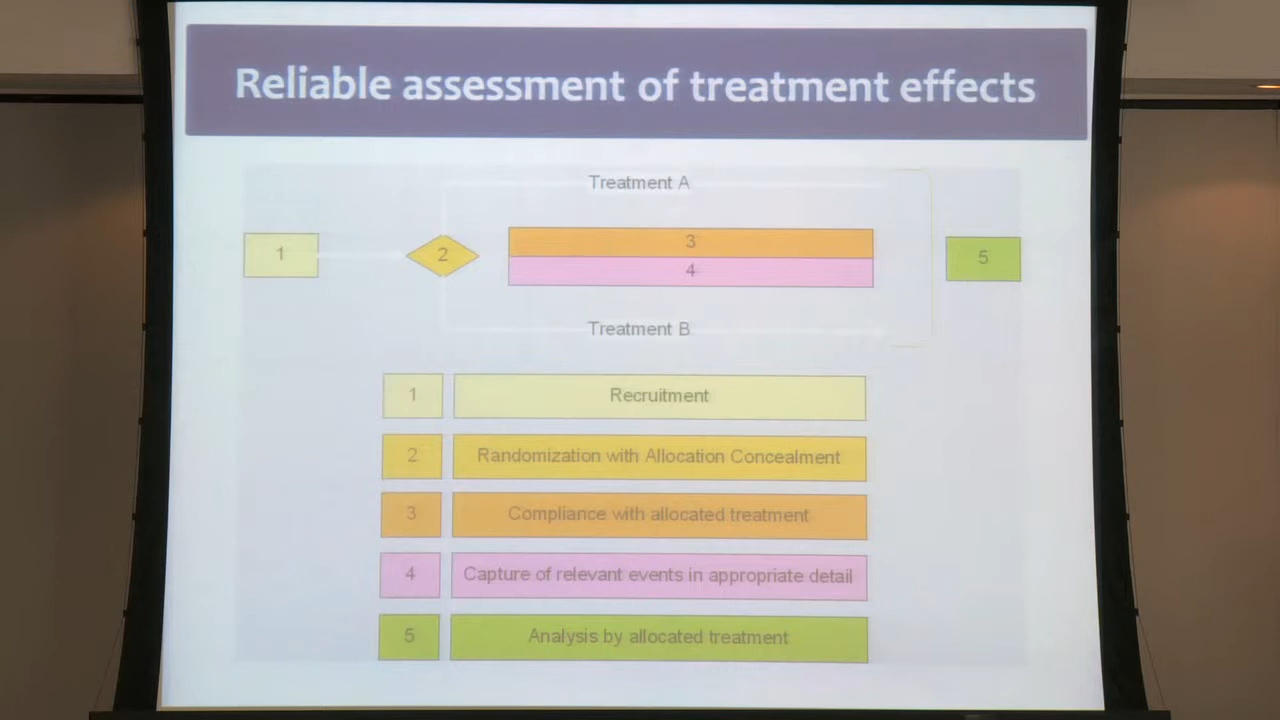 Reliable assessment of treatment effects
Treatment A
1
2
3
4
5
Treatment B
1 Recruitment
2 Randomization with Allocation Concealment
3 Compliance with allocated treatment
4 Capture of relevant events in appropriate detail
5 Analysis by allocated treatment